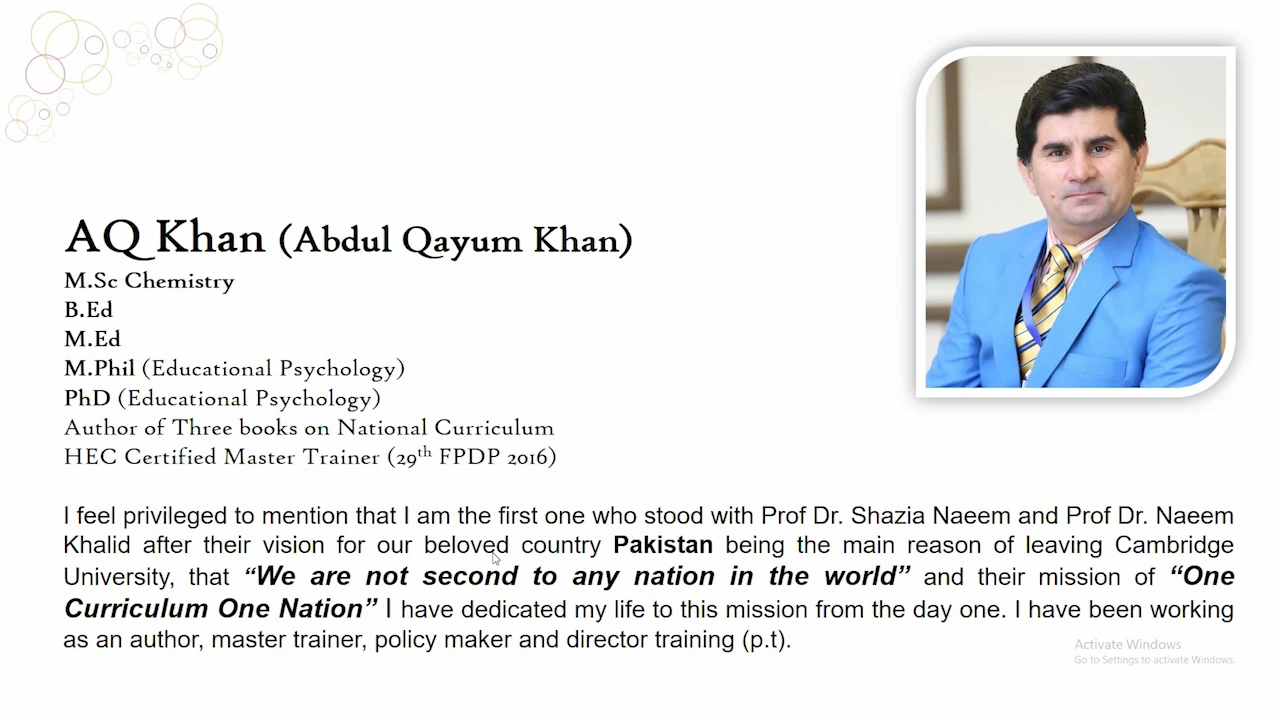 AQ Khan (Abdul Qayum Khan)
M.Sc Chemistry
B.Ed
M.Ed
M.Phil (Educational Psychology)
PhD (Educational Psychology)
Author of Three books on National Curriculum
HEC Certified Master Trainer (29th FPDP 2016)
I feel privileged to mention that I am the first one who stood with Prof Dr. Shazia Naeem and Prof Dr. Naeem
Khalid after their vision for our beloved country Pakistan being the main reason of leaving Cambridge
University, that “We are not second to any nation in the world” and their mission of “One
Curriculum One Nation” I have dedicated my life to this mission from the day one. I have been working
as an author, master trainer, policy maker and director training (p.t).
Activate Windows
Go to Settings to activate Windows.